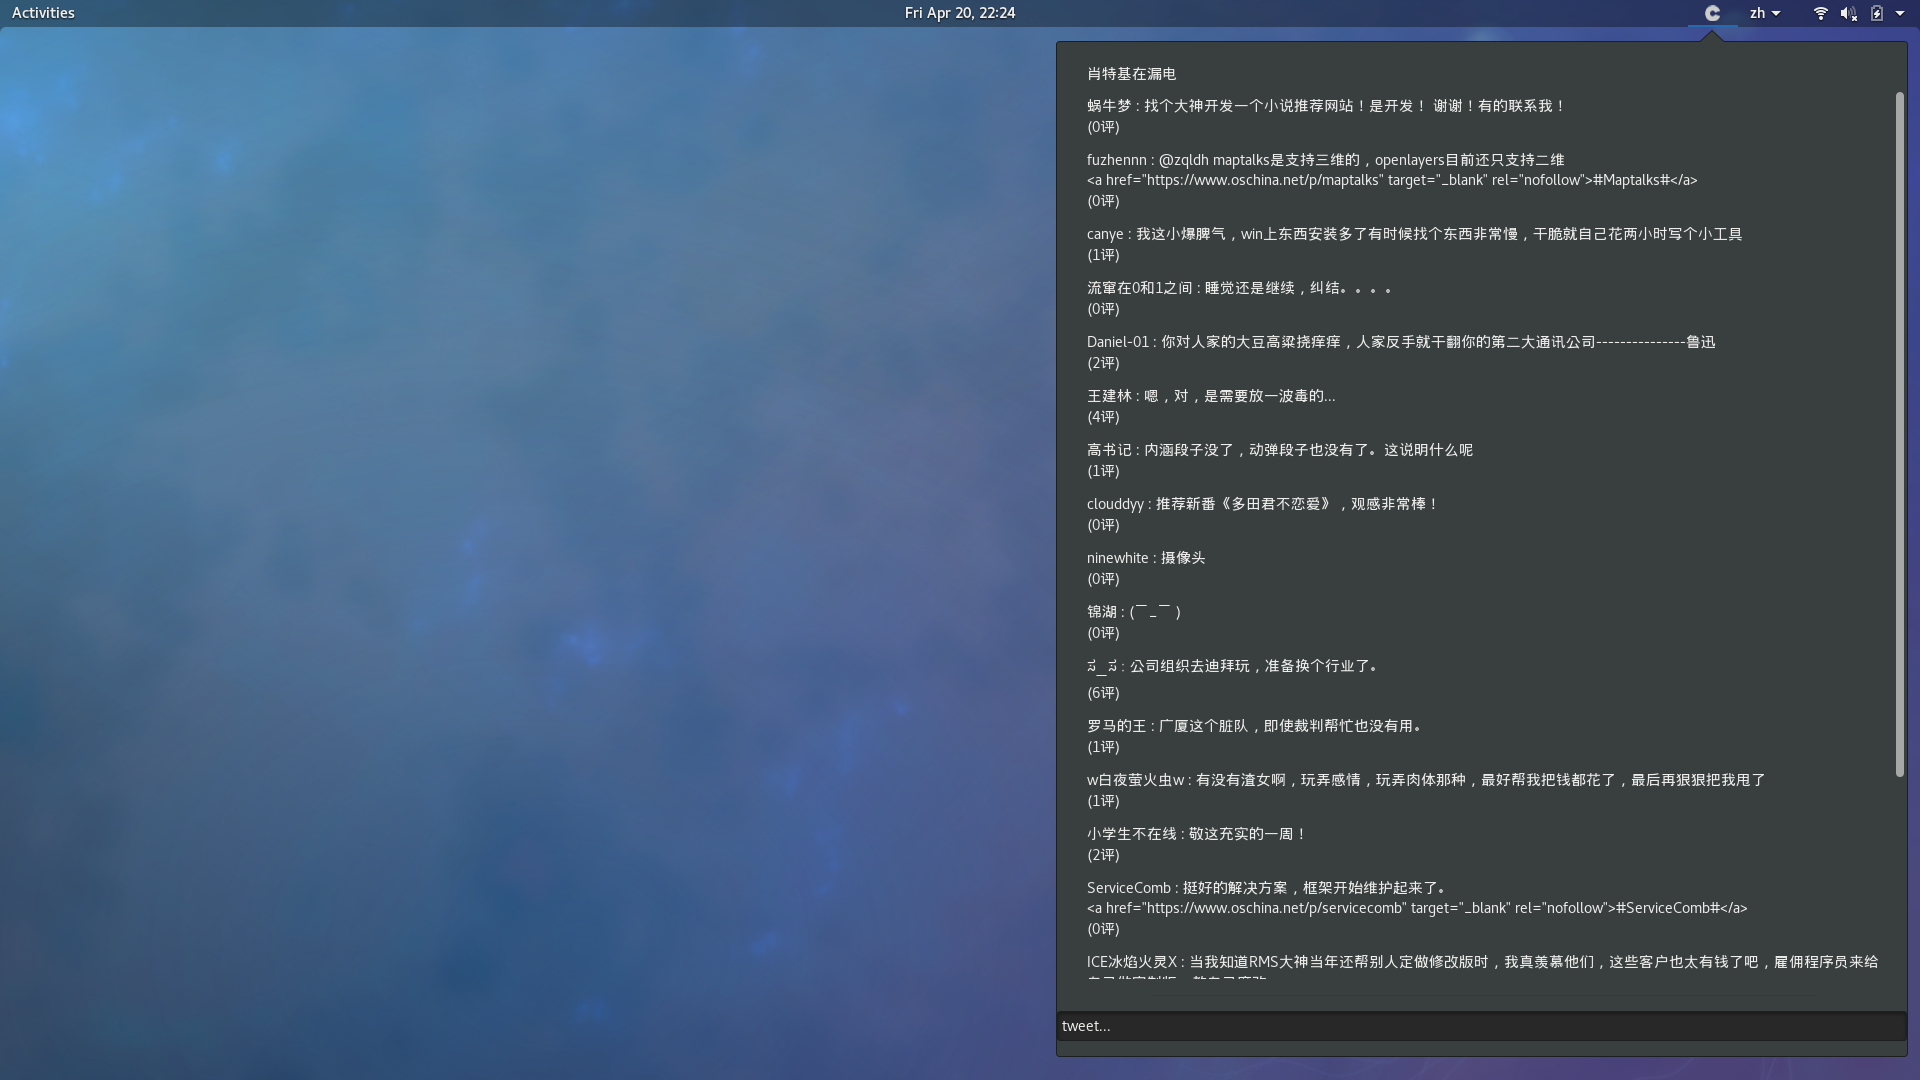 Activities
Fri Apr 20, 22:24
zh
肖特基在漏电
蜗牛梦 : 找个大神开发一个小说推荐网站！是开发！ 谢谢！有的联系我！
(0评)
fuzhennn : @zqldh maptalks是支持三维的，openlayers目前还只支持二维
<a href="https://www.oschina.net/p/maptalks" target="_blank" rel="nofollow">#Maptalks#</a>
(0评)
canye : 我这小爆脾气，win上东西安装多了有时候找个东西非常慢，干脆就自己花两小时写个小工具
(1评)
流窜在0和1之间 : 睡觉还是继续，纠结。。。。
(0评)
Daniel-01 : 你对人家的大豆高粱挠痒痒，人家反手就干翻你的第二大通讯公司---------------鲁迅
(2评)
王建林 : 嗯，对，是需要放一波毒的...
(4评)
高书记 : 内涵段子没了，动弹段子也没有了。这说明什么呢
(1评)
clouddyy : 推荐新番《多田君不恋爱》，观感非常棒！
(0评)
ninewhite : 摄像头
(0评)
锦湖 : (￣_￣ )
(0评)
: 公司组织去迪拜玩，准备换个行业了。
(6评)
罗马的王 : 广厦这个脏队，即使裁判帮忙也没有用。
(1评)
w白夜萤火虫w : 有没有渣女啊，玩弄感情，玩弄肉体那种，最好帮我把钱都花了，最后再狠狠把我甩了
(1评)
小学生不在线 : 敬这充实的一周！
(2评)
ServiceComb : 挺好的解决方案，框架开始维护起来了。
<a href="https://www.oschina.net/p/servicecomb" target="_blank" rel="nofollow">#ServiceComb#</a>
(0评)
ICE冰焰火灵X : 当我知道RMS大神当年还帮别人定做修改版时，我真羡慕他们，这些客户也太有钱了吧，雇佣程序员来给
tweet...